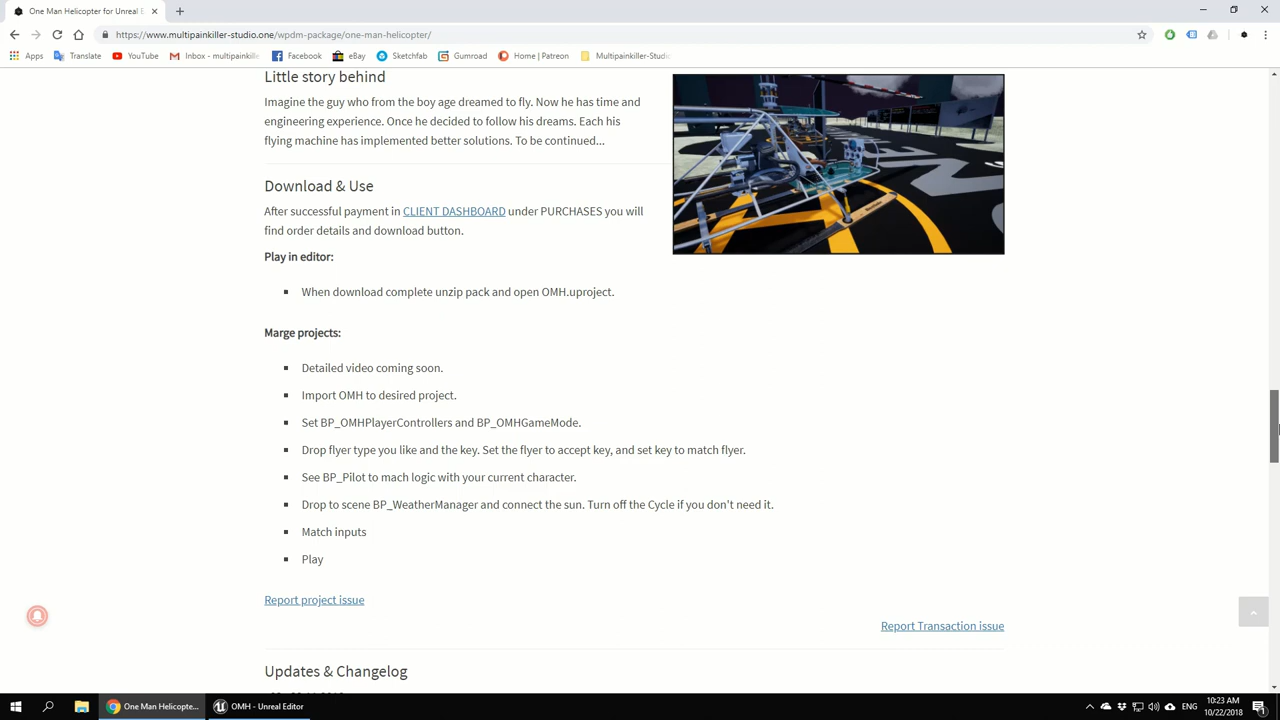 One Man Helicopter for Unreal E
https://www.multipainkiller-studio.one/wpdm-package/one-man-helicopter/
Apps Translate YouTube Inbox - multipainkille Facebook eBay Sketchfab Gumroad Home | Patreon Multipainkiller-Studio
Little story behind
Imagine the guy who from the boy age dreamed to fly. Now he has time and
engineering experience. Once he decided to follow his dreams. Each his
flying machine has implemented better solutions. To be continued...
Download & Use
After successful payment in CLIENT DASHBOARD under PURCHASES you will
find order details and download button.
Play in editor:
When download complete unzip pack and open OMH.uproject.
Marge projects:
Detailed video coming soon.
Import OMH to desired project.
Set BP_OMHPlayerControllers and BP_OMHGameMode.
Drop flyer type you like and the key. Set the flyer to accept key, and set key to match flyer.
See BP_Pilot to mach logic with your current character.
Drop to scene BP_WeatherManager and connect the sun. Turn off the Cycle if you don't need it.
Match inputs
Play
Report project issue
Report Transaction issue
Updates & Changelog
One Man Helicopte... OMH - Unreal Editor
ENG
10:23 AM
10/22/2018
1